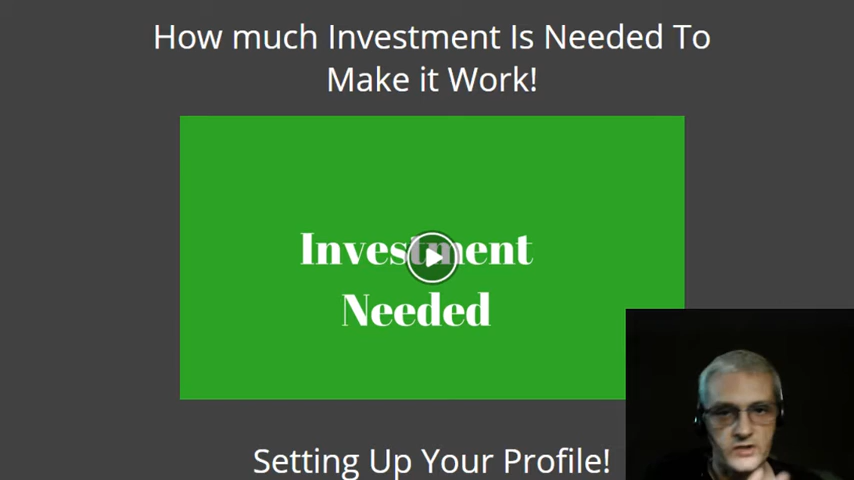 How much Investment Is Needed To
Make it Work!
Investment
Needed
Setting Up Your Profile!